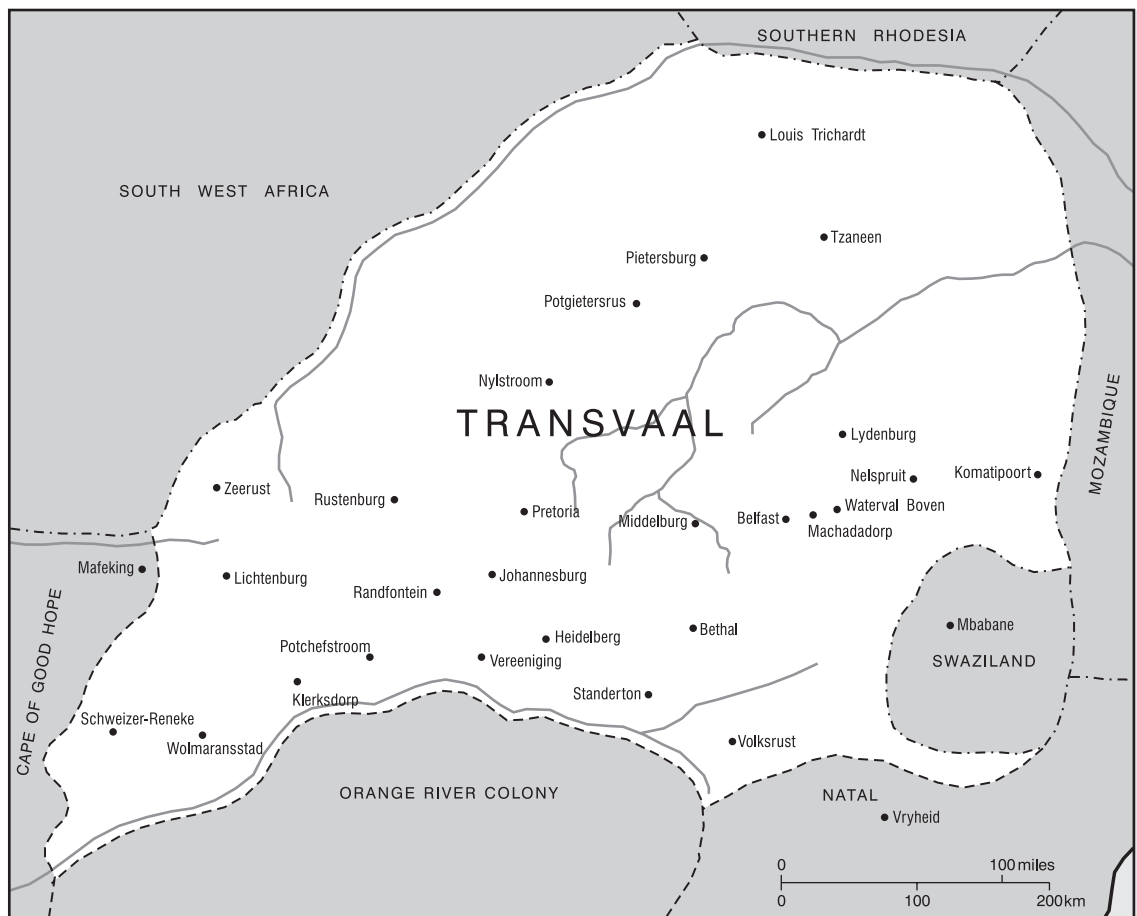 SOUTHERN RHODESIA
Louis Trichardt
SOUTH WEST AFRICA
Tzaneen
Pietersburg
Potgietersrus
Nylstroom
TRANSVAAL
MOZAMBIQUE
Lydenburg
Nelspruit
Komatipoort
Zeerust
Rustenburg
Pretoria
Middelburg
Belfast
Waterval Boven
Machadadorp
Mafeking
Lichtenburg
Johannesburg
Randfontein
CAPE OF GOOD HOPE
Mbabane
Bethal
Heidelberg
Potchefstroom
Vereeniging
SWAZILAND
Klerksdorp
Standerton
Schweizer-Reneke
Wolmaransstad
Volksrust
ORANGE RIVER COLONY
NATAL
Vryheid
0 100 miles
0 100 200 km